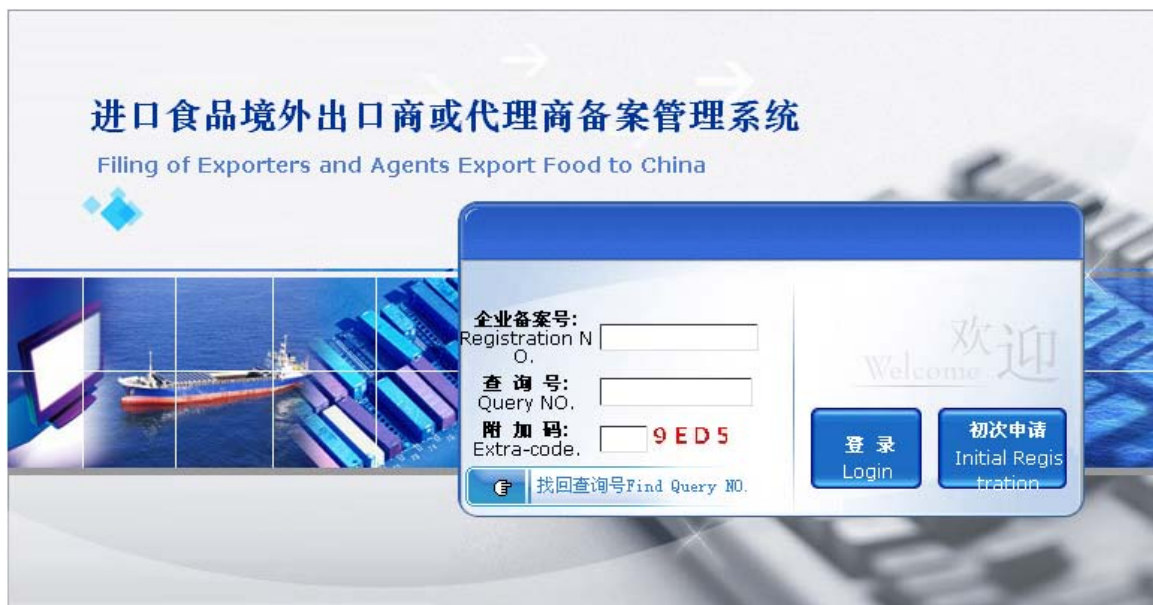 进口食品境外出口商或代理商备案管理系统
Filing of Exporters and Agents Export Food to China
企业备案号:
Registration N
O.
查 询 号:
Query NO.
附 加 码:
Extra-code.
9ED5
找回查询号Find Query NO.
欢迎
Welcome
登 录
Login
初次申请
Initial Regis
tration